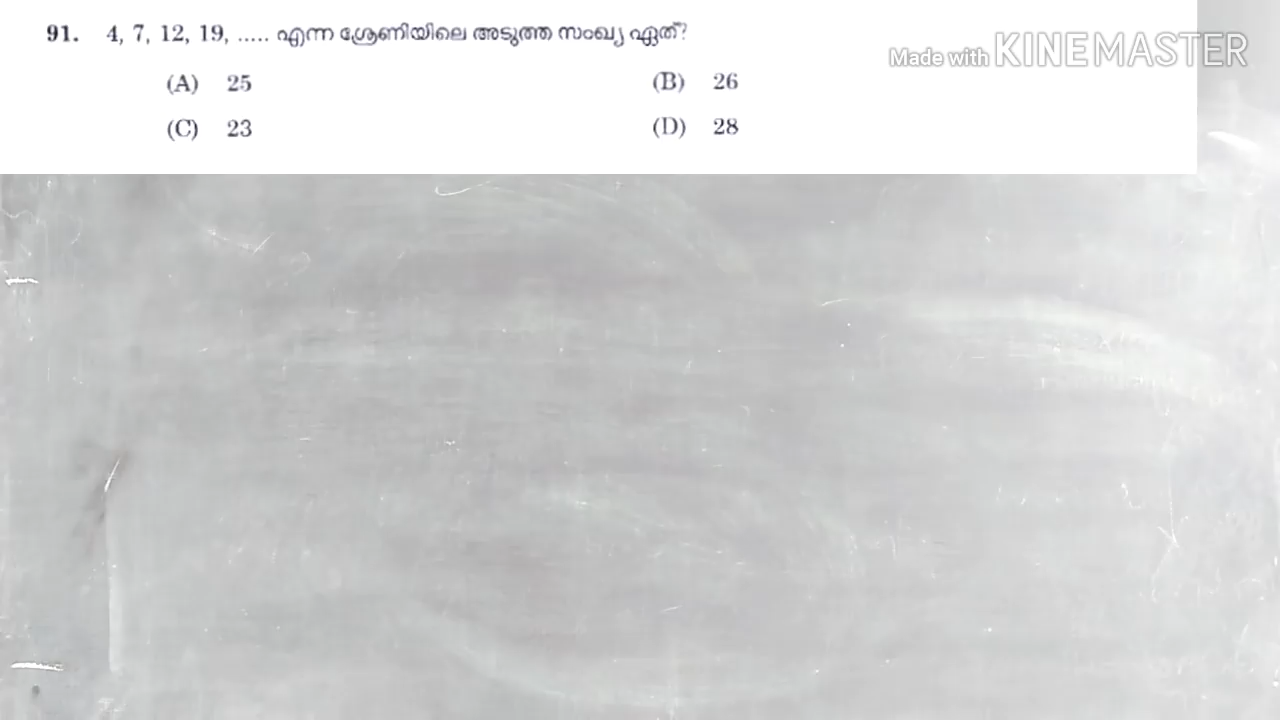 91. 4, 7, 12, 19, ..... എന്ന ശ്രേണിയിലെ അടുത്ത സംഖ്യ ഏത്?
Made with KINEMASTER
(A) 25 (B) 26
(C) 23 (D) 28